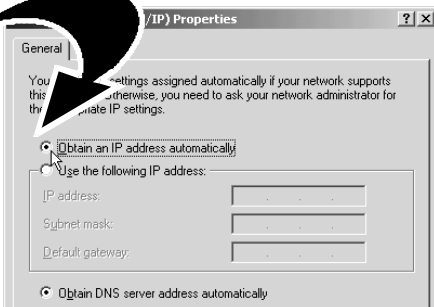 /IP) Properties
General
You ettings assigned automatically if your network supports
this therwise, you need to ask your network administrator for
the iate IP settings.
Obtain an IP address automatically
Use the following IP address:
IP address:
Subnet mask:
Default gateway:
Obtain DNS server address automatically